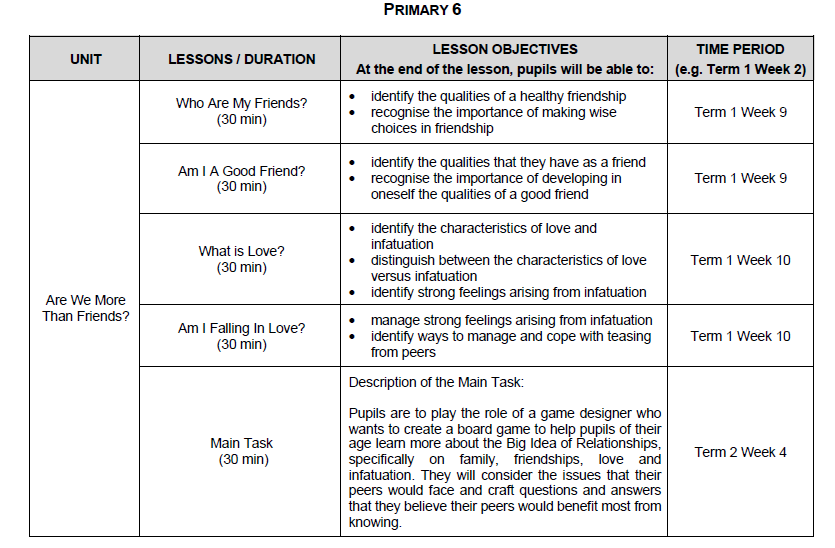 PRIMARY 6
UNIT
LESSONS / DURATION
LESSON OBJECTIVES
At the end of the lesson, pupils will be able to:
TIME PERIOD
(e.g. Term 1 Week 2)
Are We More
Than Friends?
Who Are My Friends?
(30 min)
• identify the qualities of a healthy friendship
• recognise the importance of making wise
choices in friendship
Term 1 Week 9
Am I A Good Friend?
(30 min)
• identify the qualities that they have as a friend
• recognise the importance of developing in
oneself the qualities of a good friend
Term 1 Week 9
What is Love?
(30 min)
• identify the characteristics of love and
infatuation
• distinguish between the characteristics of love
versus infatuation
• identify strong feelings arising from infatuation
Term 1 Week 10
Am I Falling In Love?
(30 min)
• manage strong feelings arising from infatuation
• identify ways to manage and cope with teasing
from peers
Term 1 Week 10
Main Task
(30 min)
Description of the Main Task:
Pupils are to play the role of a game designer who
wants to create a board game to help pupils of their
age learn more about the Big Idea of Relationships,
specifically on family, friendships, love and
infatuation. They will consider the issues that their
peers would face and craft questions and answers
that they believe their peers would benefit most from
knowing.
Term 2 Week 4